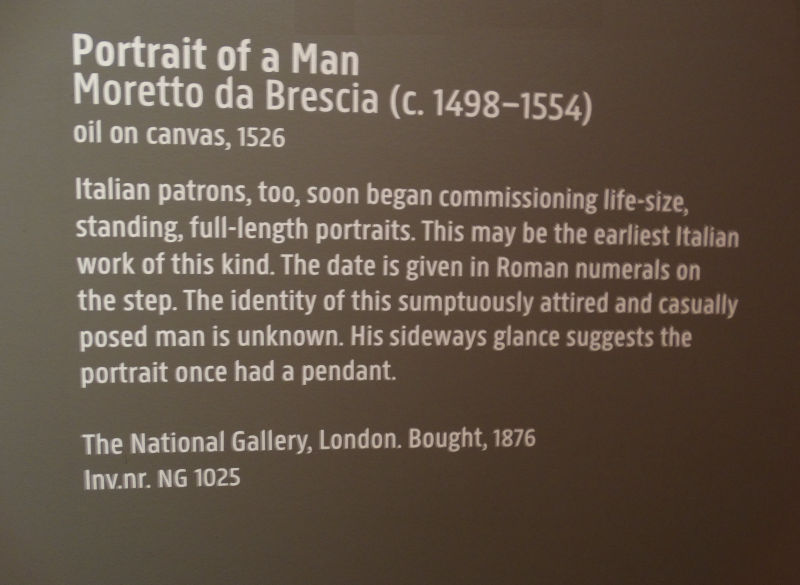 Portrait of a Man
Moretto da Brescia (c. 1498–1554)
oil on canvas, 1526
Italian patrons, too, soon began commissioning life-size,
standing, full-length portraits. This may be the earliest Italian
work of this kind. The date is given in Roman numerals on
the step. The identity of this sumptuously attired and casually
posed man is unknown. His sideways glance suggests the
portrait once had a pendant.
The National Gallery, London. Bought, 1876
Inv.nr. NG 1025